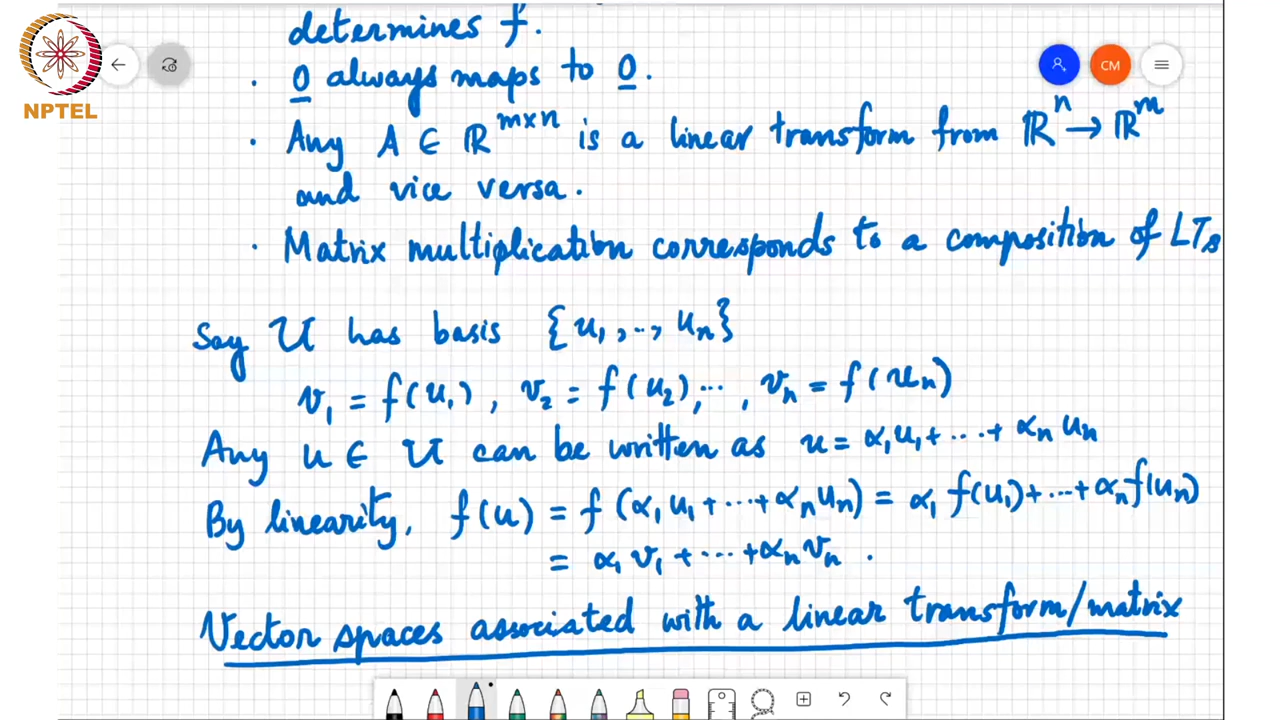 determines f.
· 0 always maps to 0.
· Any A ∈ ℝ^{m×n} is a linear transform from ℝ^n → ℝ^m
and vice versa.
· Matrix multiplication corresponds to a composition of LTs
Say U has basis {u₁, .., uₙ}
v₁ = f(u₁), v₂ = f(u₂), ··· , vₙ = f(uₙ)
Any u ∈ U can be written as u = α₁u₁ + ··· + αₙuₙ
By linearity, f(u) = f(α₁u₁ + ··· + αₙuₙ) = α₁ f(u₁) + ··· + αₙ f(uₙ)
= α₁v₁ + ··· + αₙvₙ .
Vector spaces associated with a linear transform/matrix
NPTEL
CM